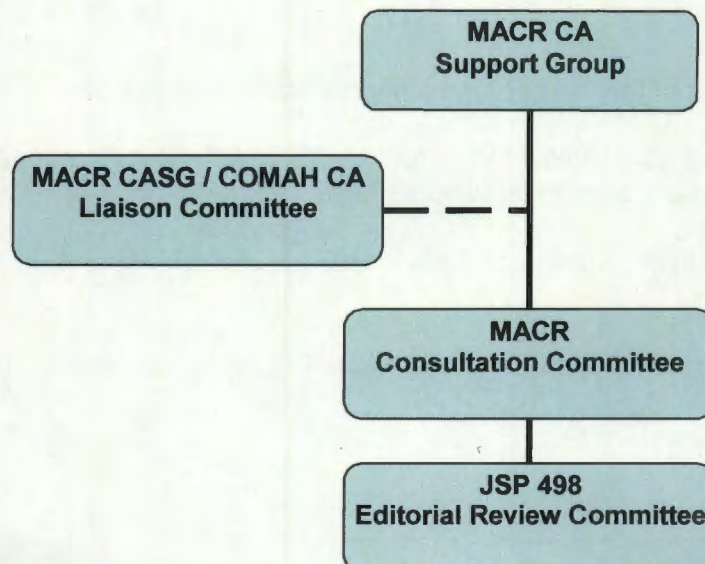 MACR CA
Support Group
MACR CASG / COMAH CA
Liaison Committee
MACR
Consultation Committee
JSP 498
Editorial Review Committee